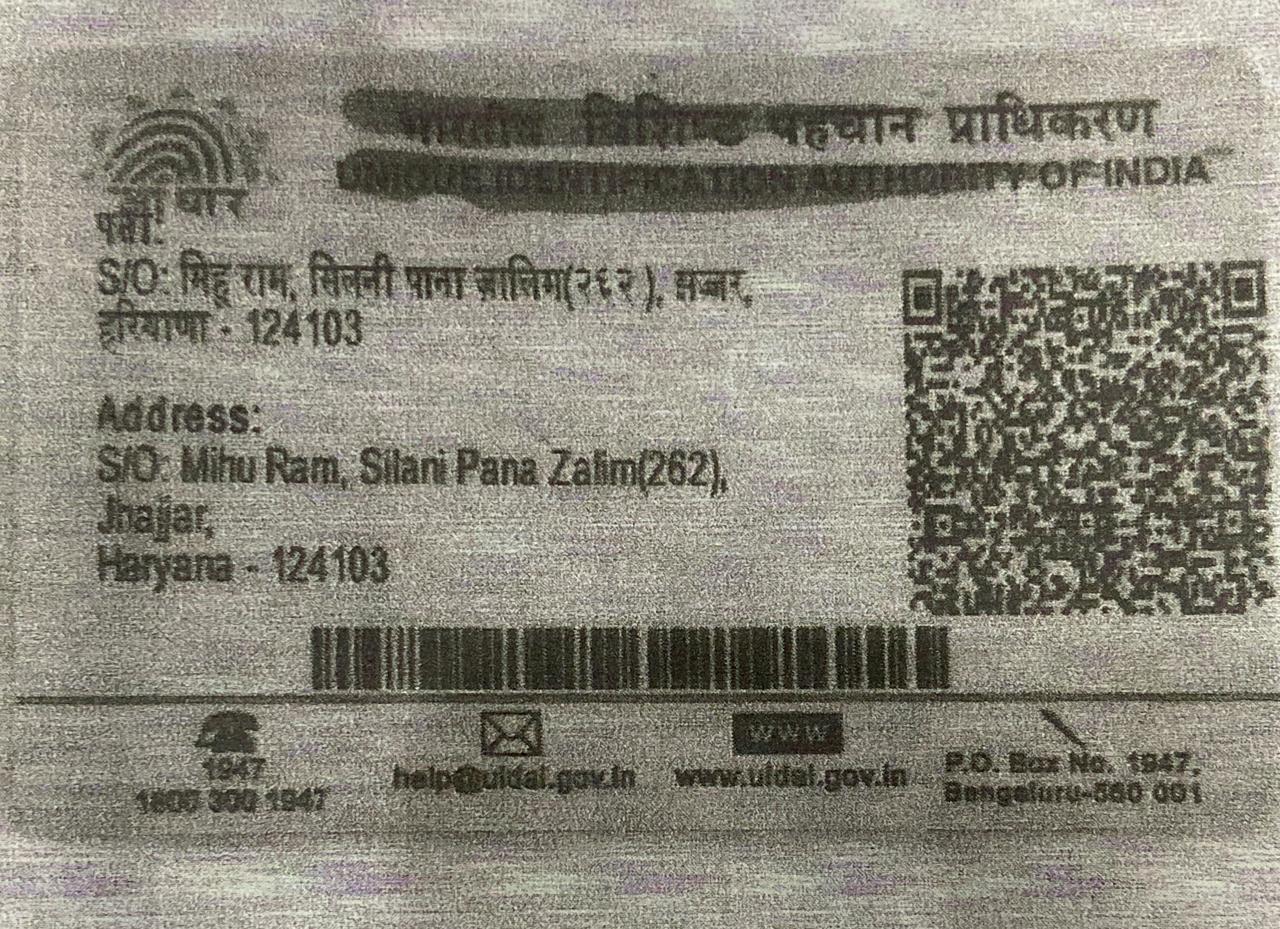 भारतीय विशिष्ट पहचान प्राधिकरण
UNIQUE IDENTIFICATION AUTHORITY OF INDIA
पता:
S/O: मिहू राम, सिलनी पाना ज़ालिम(२६२), झज्जर,
हरियाणा - 124103
Address:
S/O: Mihu Ram, Silani Pana Zalim(262),
Jhajjar,
Haryana - 124103
1947
1800 300 1947
help@uidai.gov.in
WWW
www.uidai.gov.in
P.O. Box No. 1947,
Bengaluru-560 001